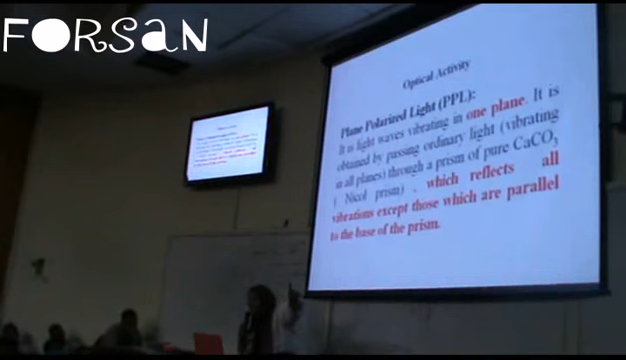 FORSAN
Optical Activity
Plane Polarized Light (PPL):
It is light waves vibrating in one plane. It is
obtained by passing ordinary light (vibrating
in all planes) through a prism of pure CaCO3
( Nicol prism) , which reflects all
vibrations except those which are parallel
to the base of the prism.